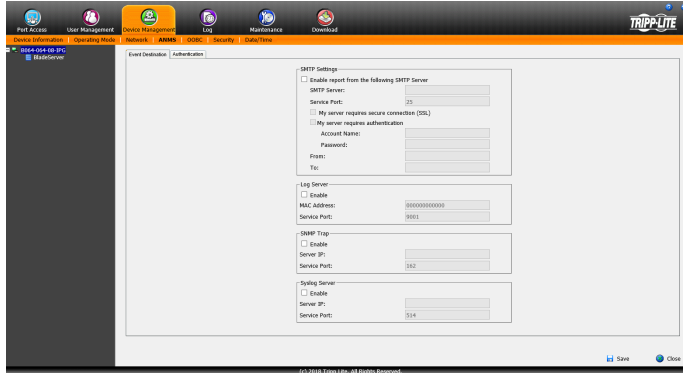 TRIPP·LITE
Port Access User Management Device Management Log Maintenance Download
Device Information Operating Mode Network ANMS OOBC Security Date/Time
B064-064-08-IPG
BladeServer
Event Destination Authentication
SMTP Settings
Enable report from the following SMTP Server
SMTP Server:
Service Port: 25
My server requires secure connection (SSL)
My server requires authentication
Account Name:
Password:
From:
To:
Log Server
Enable
MAC Address: 000000000000
Service Port: 9001
SNMP Trap
Enable
Server IP:
Service Port: 162
Syslog Server
Enable
Server IP:
Service Port: 514
Save Close
(c) 2018 Tripp Lite. All Rights Reserved.